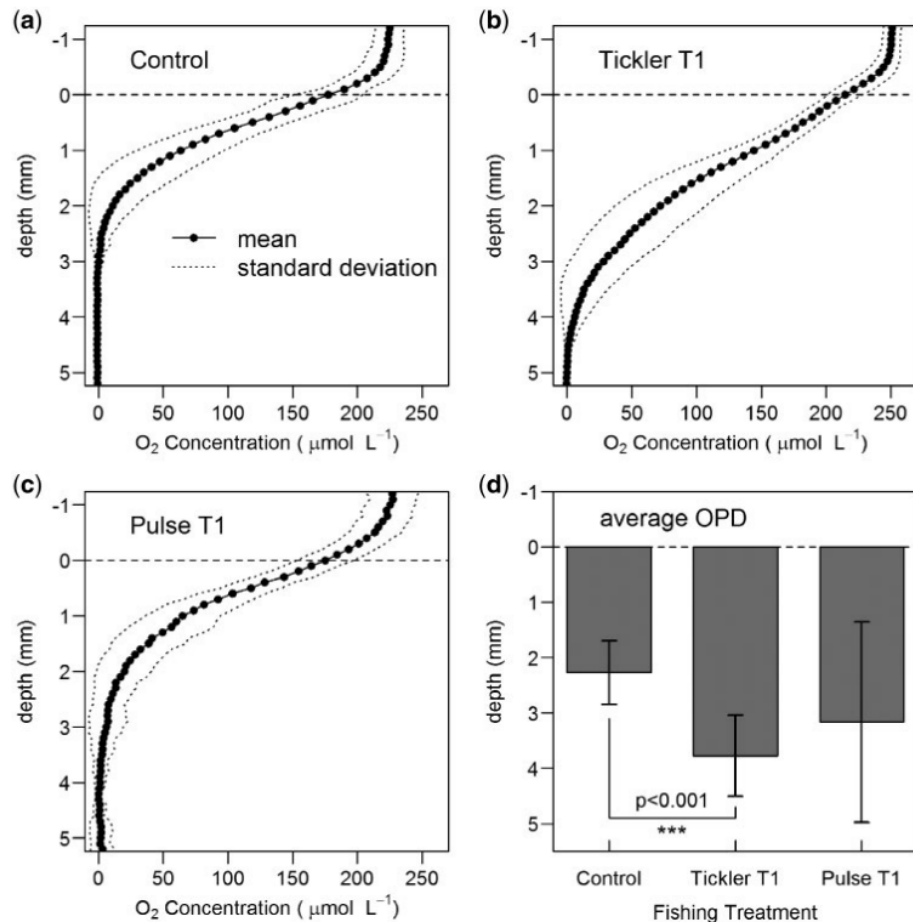 (a)
Control
-1
0
1
2
3
4
5
depth (mm)
mean
standard deviation
0 50 100 150 200 250
O₂ Concentration ( μmol L⁻¹)
(b)
Tickler T1
-1
0
1
2
3
4
5
depth (mm)
0 50 100 150 200 250
O₂ Concentration ( μmol L⁻¹)
(c)
Pulse T1
-1
0
1
2
3
4
5
depth (mm)
0 50 100 150 200 250
O₂ Concentration ( μmol L⁻¹)
(d)
average OPD
-1
0
1
2
3
4
5
depth (mm)
p<0.001
***
Control Tickler T1 Pulse T1
Fishing Treatment